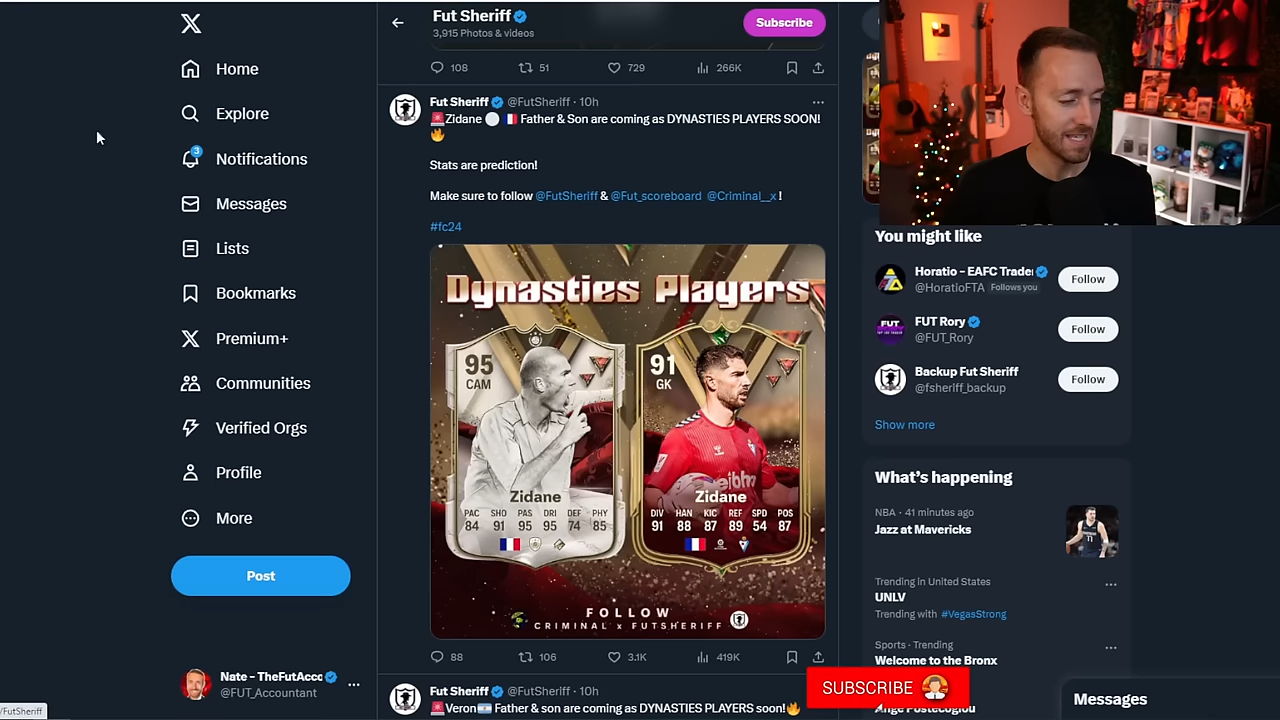 Home
Explore
3
Notifications
Messages
Lists
Bookmarks
Premium+
Communities
Verified Orgs
Profile
More
Post
Nate - TheFutAcco
@FUT_Accountant
/FutSheriff
Fut Sheriff
3,915 Photos & videos
Subscribe
108
51
729
266K
Fut Sheriff @FutSheriff · 10h
🚨Zidane ⚪ 🇫🇷 Father & Son are coming as DYNASTIES PLAYERS SOON!
🔥
Stats are prediction!
Make sure to follow @FutSheriff & @Fut_scoreboard @Criminal__x !
#fc24
Dynasties Players
95
CAM
Zidane
PAC SHO PAS DRI DEF PHY
84 91 95 95 74 85
91
GK
Zidane
DIV HAN KIC REF SPD POS
91 88 87 89 54 87
FOLLOW
CRIMINAL x FUTSHERIFF
88
106
3.1K
419K
Fut Sheriff @FutSheriff · 10h
🚨Veron🇦🇷 Father & son are coming as DYNASTIES PLAYERS soon!🔥
You might like
Horatio - EAFC Trader
@HoratioFTA Follows you
Follow
FUT Rory
@FUT_Rory
Follow
Backup Fut Sheriff
@fsheriff_backup
Follow
Show more
What's happening
NBA · 41 minutes ago
Jazz at Mavericks
Trending in United States
UNLV
Trending with #VegasStrong
Sports · Trending
Welcome to the Bronx
SUBSCRIBE
Ange Postecoglou
Messages